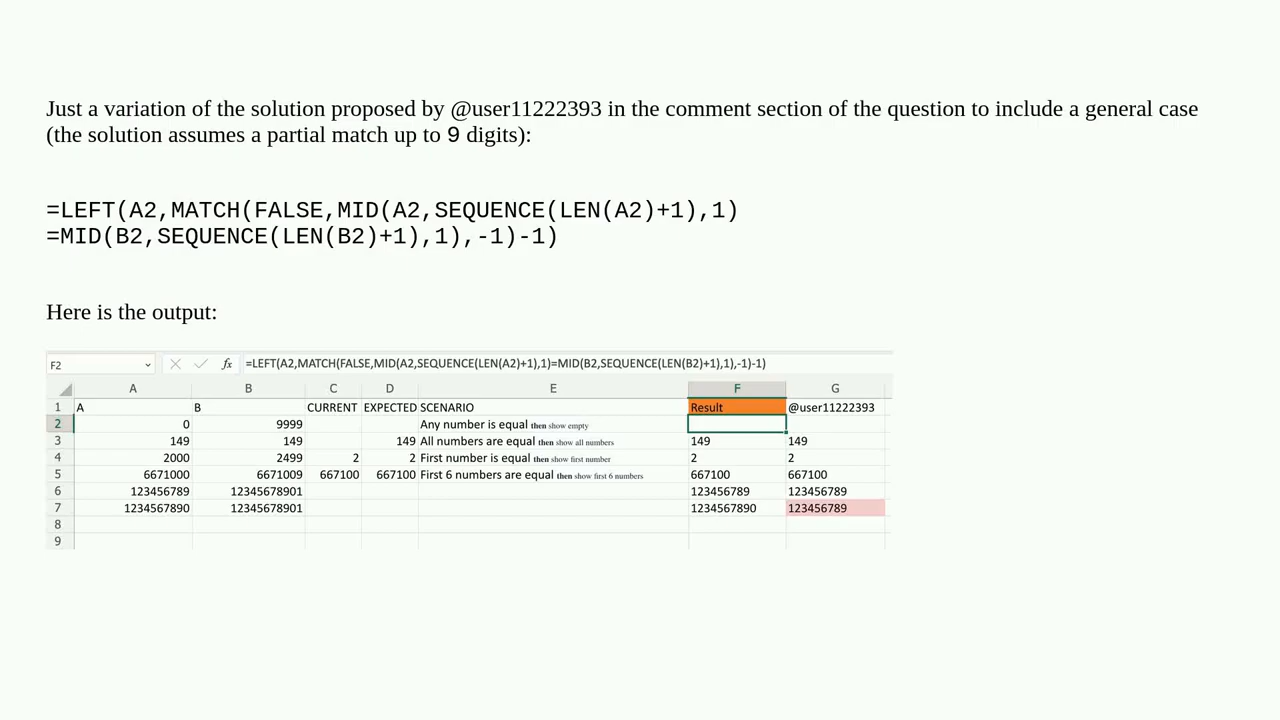 Just a variation of the solution proposed by @user11222393 in the comment section of the question to include a general case
(the solution assumes a partial match up to 9 digits):
=LEFT(A2,MATCH(FALSE,MID(A2,SEQUENCE(LEN(A2)+1),1)
=MID(B2,SEQUENCE(LEN(B2)+1),1),-1)-1)
Here is the output:
F2 fx =LEFT(A2,MATCH(FALSE,MID(A2,SEQUENCE(LEN(A2)+1),1)=MID(B2,SEQUENCE(LEN(B2)+1),1),-1)-1)
A B C D E F G
1 A B CURRENT EXPECTED SCENARIO Result @user11222393
2 0 9999 Any number is equal then show empty
3 149 149 149 All numbers are equal then show all numbers 149 149
4 2000 2499 2 2 First number is equal then show first number 2 2
5 6671000 6671009 667100 667100 First 6 numbers are equal then show first 6 numbers 667100 667100
6 123456789 12345678901 123456789 123456789
7 1234567890 12345678901 1234567890 123456789
8
9